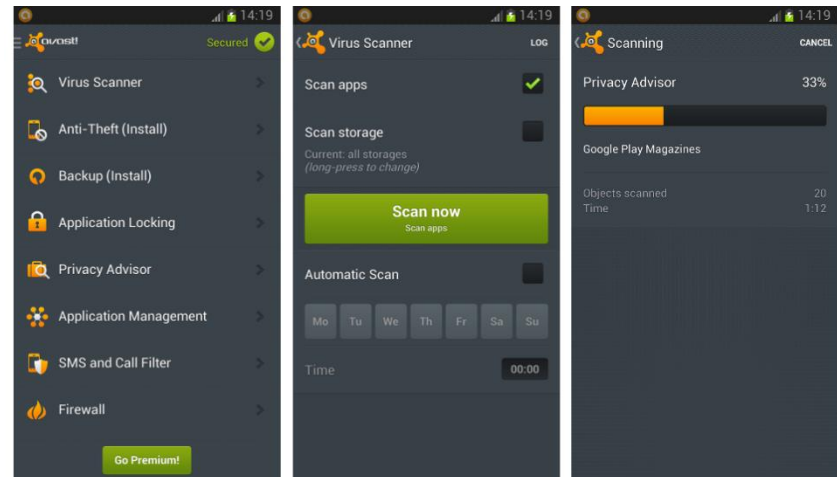 14:19
avast!
Secured
Virus Scanner
Anti-Theft (Install)
Backup (Install)
Application Locking
Privacy Advisor
Application Management
SMS and Call Filter
Firewall
Go Premium!
14:19
Virus Scanner LOG
Scan apps
Scan storage
Current: all storages
(long-press to change)
Scan now
Scan apps
Automatic Scan
Mo Tu We Th Fr Sa Su
Time 00:00
14:19
Scanning CANCEL
Privacy Advisor 33%
Google Play Magazines
Objects scanned 20
Time 1:12